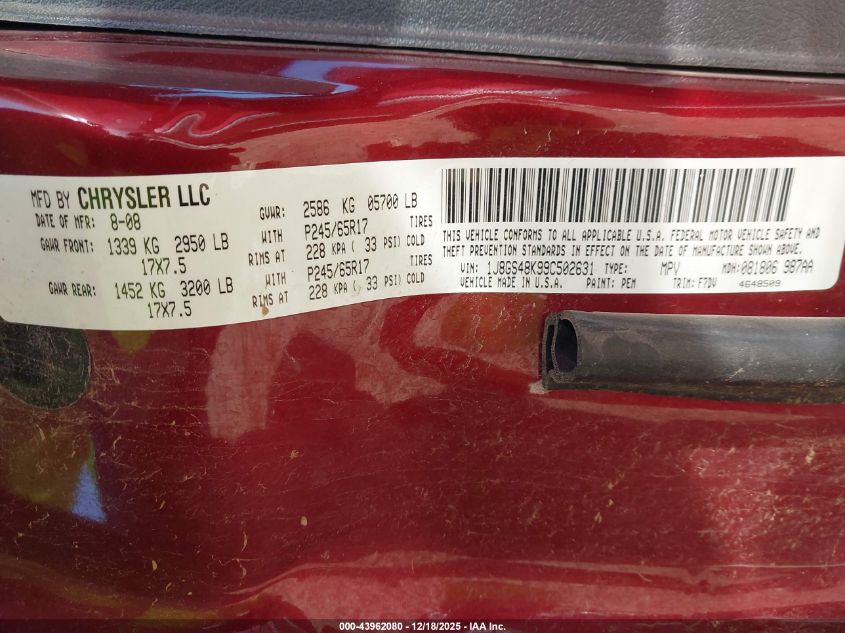 MFD BY CHRYSLER LLC
DATE OF MFR: 8-08 GVWR: 2586 KG 05700 LB
GAWR FRONT: 1339 KG 2950 LB WITH P245/65R17 TIRES
17X7.5 RIMS AT 228 KPA ( 33 PSI) COLD
GAWR REAR: 1452 KG 3200 LB WITH P245/65R17 TIRES
17X7.5 RIMS AT 228 KPA ( 33 PSI) COLD
THIS VEHICLE CONFORMS TO ALL APPLICABLE U.S.A. FEDERAL MOTOR VEHICLE SAFETY AND
THEFT PREVENTION STANDARDS IN EFFECT ON THE DATE OF MANUFACTURE SHOWN ABOVE.
VIN: 1J8GS48K99C502631 TYPE: MPV MDH: 081806 987AA
VEHICLE MADE IN U.S.A. PAINT: PEM TRIM: F7DV 4648509
000-43962080 - 12/18/2025 - IAA Inc.